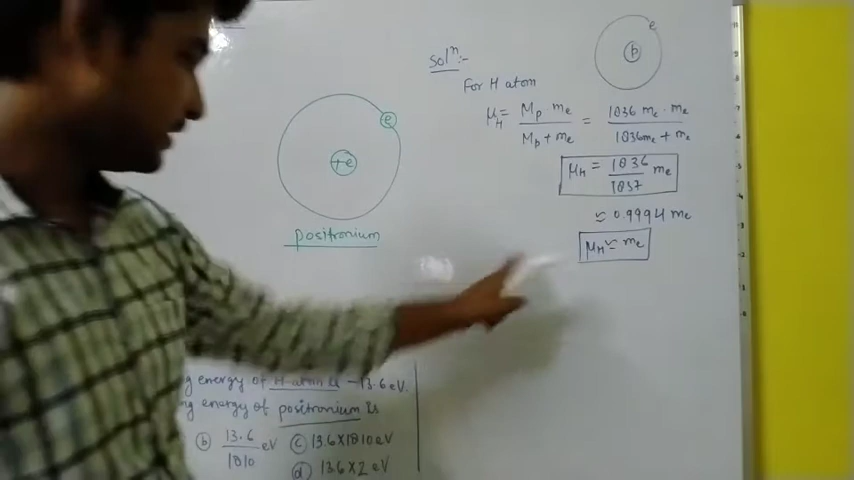 e
+e
positronium
Solⁿ:-
e
p
For H atom
μH = Mp me / Mp + me = 1836 me · me / 1836me + me
μH = 1836 / 1837 me
≈ 0.9994 me
μH ≃ me
g energy of H-atom is -13.6 eV.
ng energy of positronium is
(b) 13.6 / 1810 eV (c) 13.6×1810 eV
(d) 13.6×2 eV